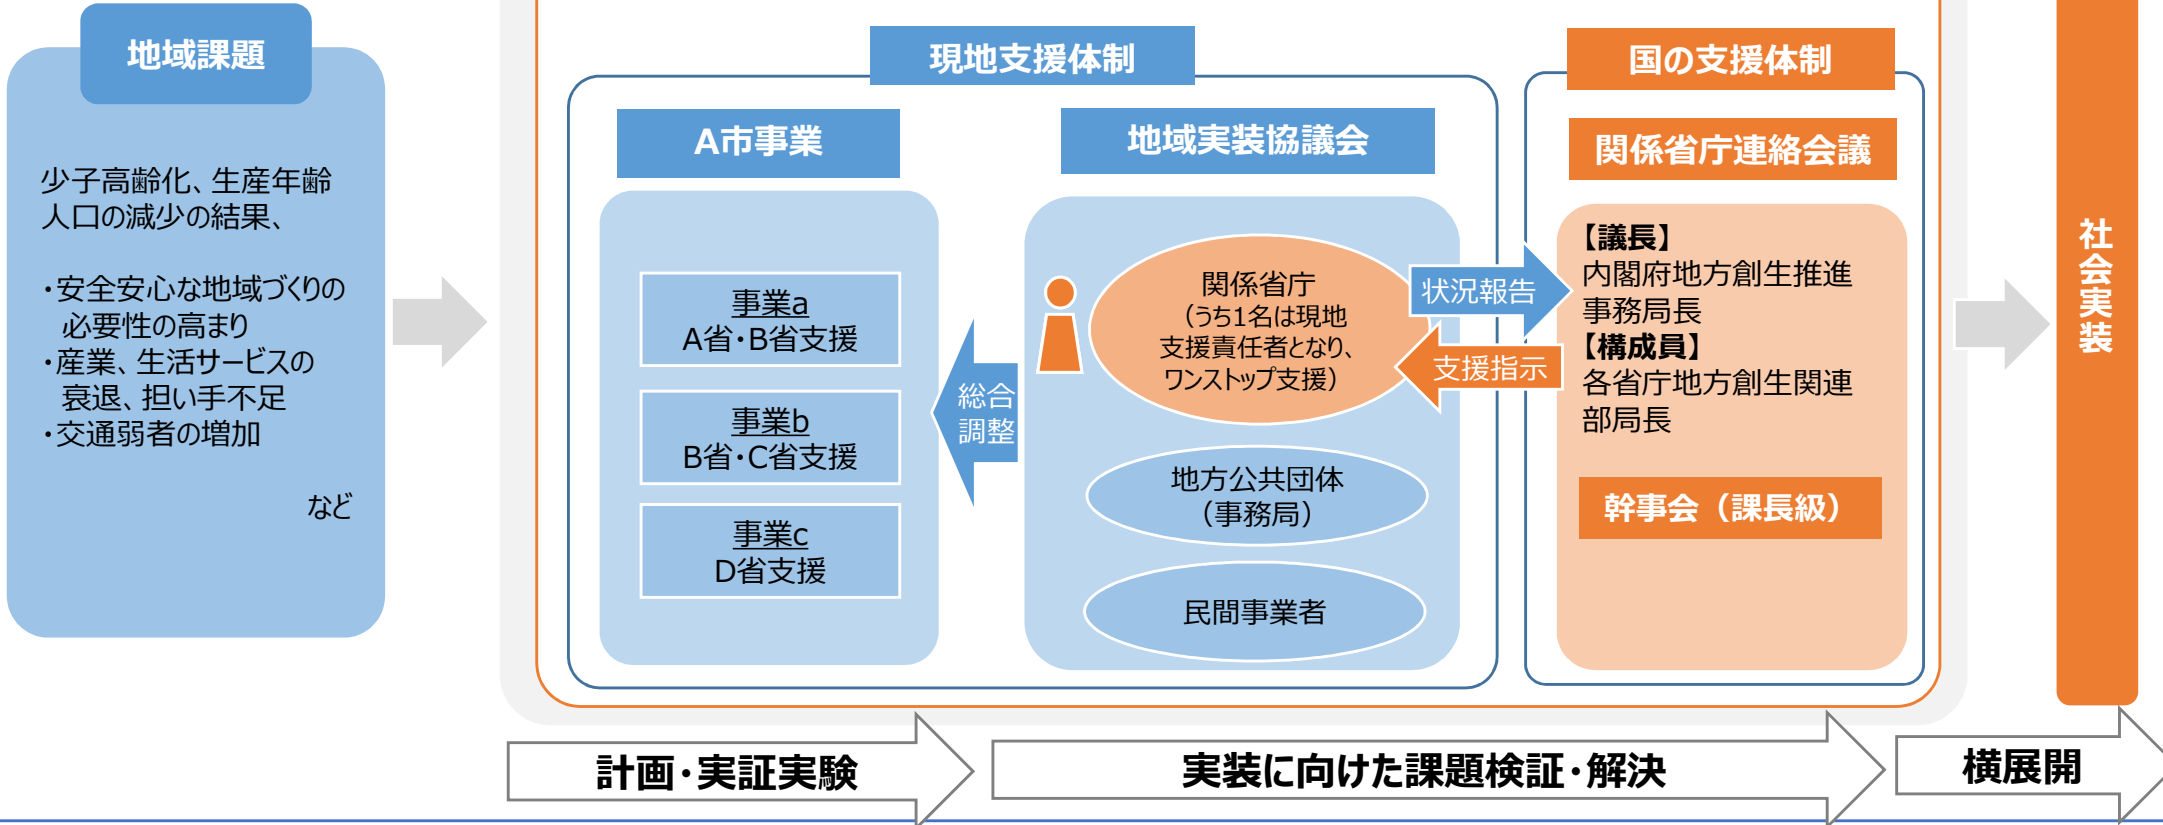 地域課題
少子高齢化、生産年齢
人口の減少の結果、
・安全安心な地域づくりの
必要性の高まり
・産業、生活サービスの
衰退、担い手不足
・交通弱者の増加
など
現地支援体制
A市事業
事業a
A省・B省支援
事業b
B省・C省支援
事業c
D省支援
総合
調整
地域実装協議会
関係省庁
（うち1名は現地
支援責任者となり、
ワンストップ支援）
地方公共団体
（事務局）
民間事業者
状況報告
支援指示
国の支援体制
関係省庁連絡会議
【議長】
内閣府地方創生推進
事務局長
【構成員】
各省庁地方創生関連
部局長
幹事会（課長級）
社会実装
計画・実証実験
実装に向けた課題検証・解決
横展開